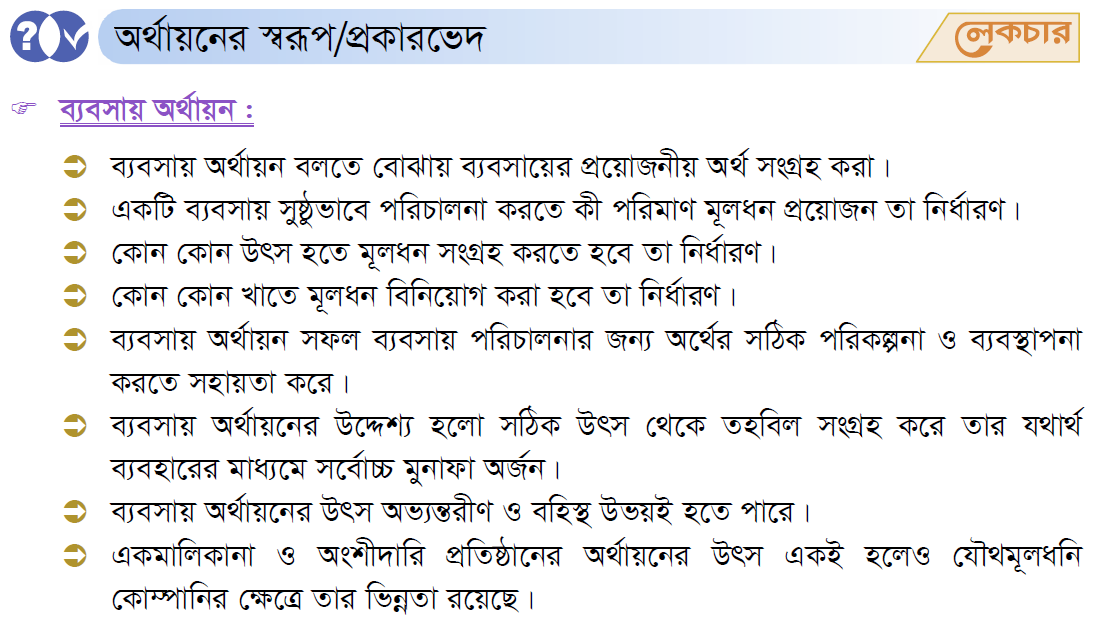 অর্থায়নের স্বরূপ/প্রকারভেদ
লেকচার
ব্যবসায় অর্থায়ন :
ব্যবসায় অর্থায়ন বলতে বোঝায় ব্যবসায়ের প্রয়োজনীয় অর্থ সংগ্রহ করা।
একটি ব্যবসায় সুষ্ঠুভাবে পরিচালনা করতে কী পরিমাণ মূলধন প্রয়োজন তা নির্ধারণ।
কোন কোন উৎস হতে মূলধন সংগ্রহ করতে হবে তা নির্ধারণ।
কোন কোন খাতে মূলধন বিনিয়োগ করা হবে তা নির্ধারণ।
ব্যবসায় অর্থায়ন সফল ব্যবসায় পরিচালনার জন্য অর্থের সঠিক পরিকল্পনা ও ব্যবস্থাপনা
করতে সহায়তা করে।
ব্যবসায় অর্থায়নের উদ্দেশ্য হলো সঠিক উৎস থেকে তহবিল সংগ্রহ করে তার যথার্থ
ব্যবহারের মাধ্যমে সর্বোচ্চ মুনাফা অর্জন।
ব্যবসায় অর্থায়নের উৎস অভ্যন্তরীণ ও বহিস্থ উভয়ই হতে পারে।
একমালিকানা ও অংশীদারি প্রতিষ্ঠানের অর্থায়নের উৎস একই হলেও যৌথমূলধনি
কোম্পানির ক্ষেত্রে তার ভিন্নতা রয়েছে।